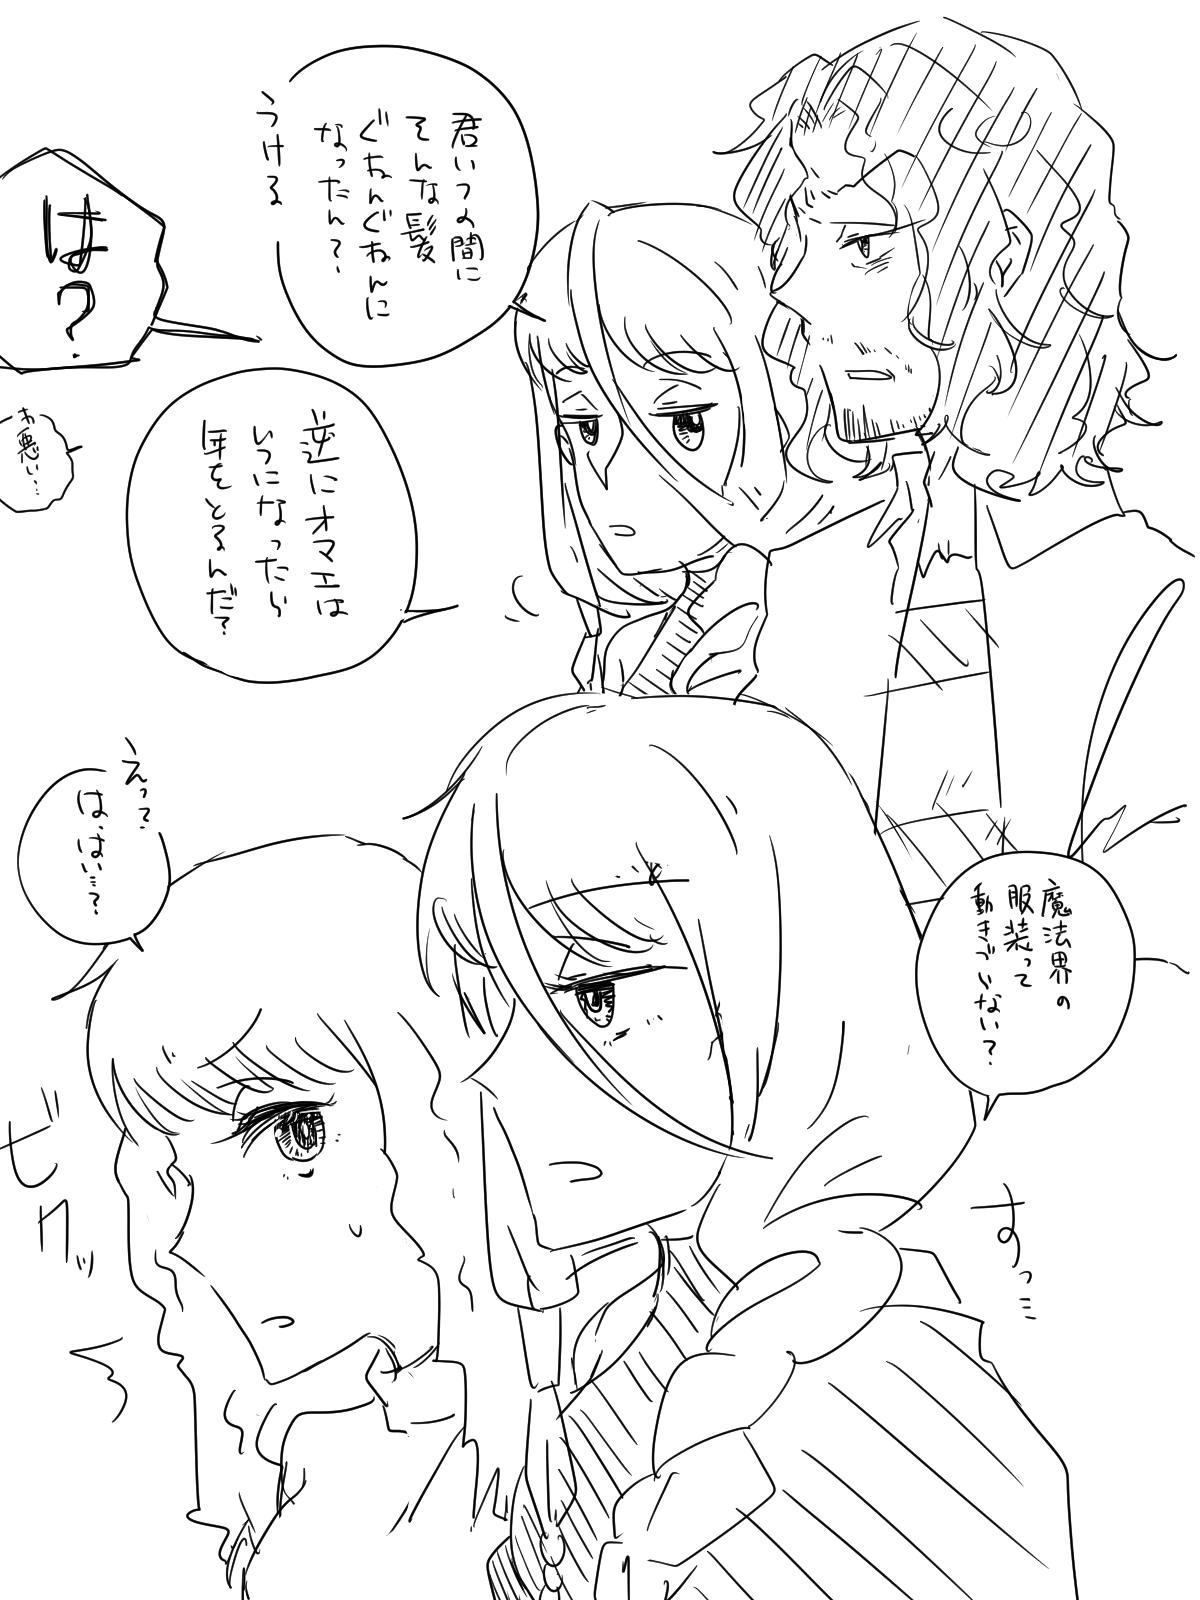 君いつの間に
そんな髪
ぐねんぐねんに
なったん?
うける
は?
悪い…
逆にオマエは
いつになったら
年をとるんだ?
魔法界の
服装って
動きづいない?
えっ?
は、はい…?
ビクッ
すっ…